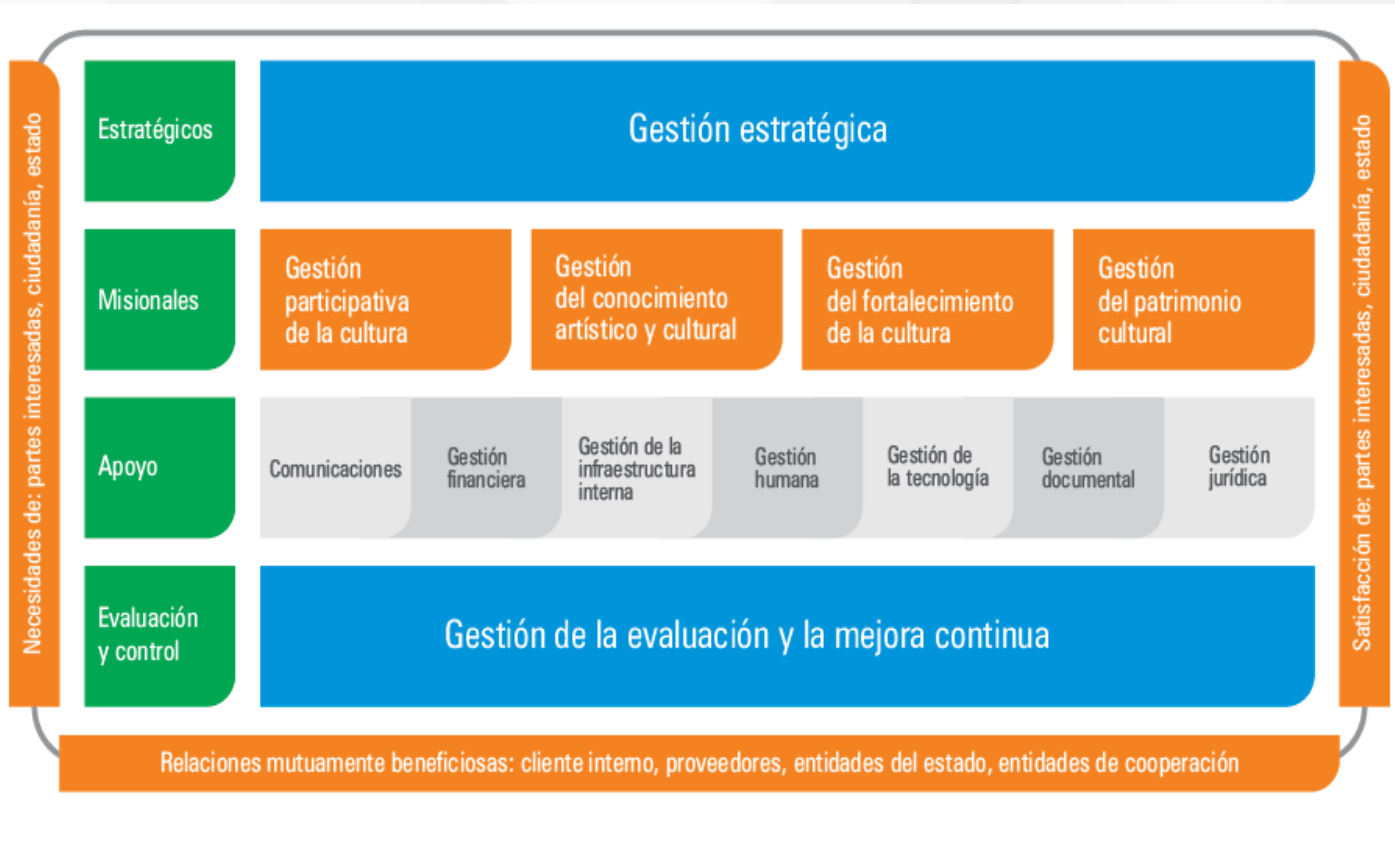 Necesidades de: partes interesadas, ciudadanía, estado
Estratégicos
Gestión estratégica
Misionales
Gestión
participativa
de la cultura
Gestión
del conocimiento
artístico y cultural
Gestión
del fortalecimiento
de la cultura
Gestión
del patrimonio
cultural
Apoyo
Comunicaciones
Gestión
financiera
Gestión de la
infraestructura
interna
Gestión
humana
Gestión de
la tecnología
Gestión
documental
Gestión
jurídica
Evaluación
y control
Gestión de la evaluación y la mejora continua
Satisfacción de: partes interesadas, ciudadanía, estado
Relaciones mutuamente beneficiosas: cliente interno, proveedores, entidades del estado, entidades de cooperación